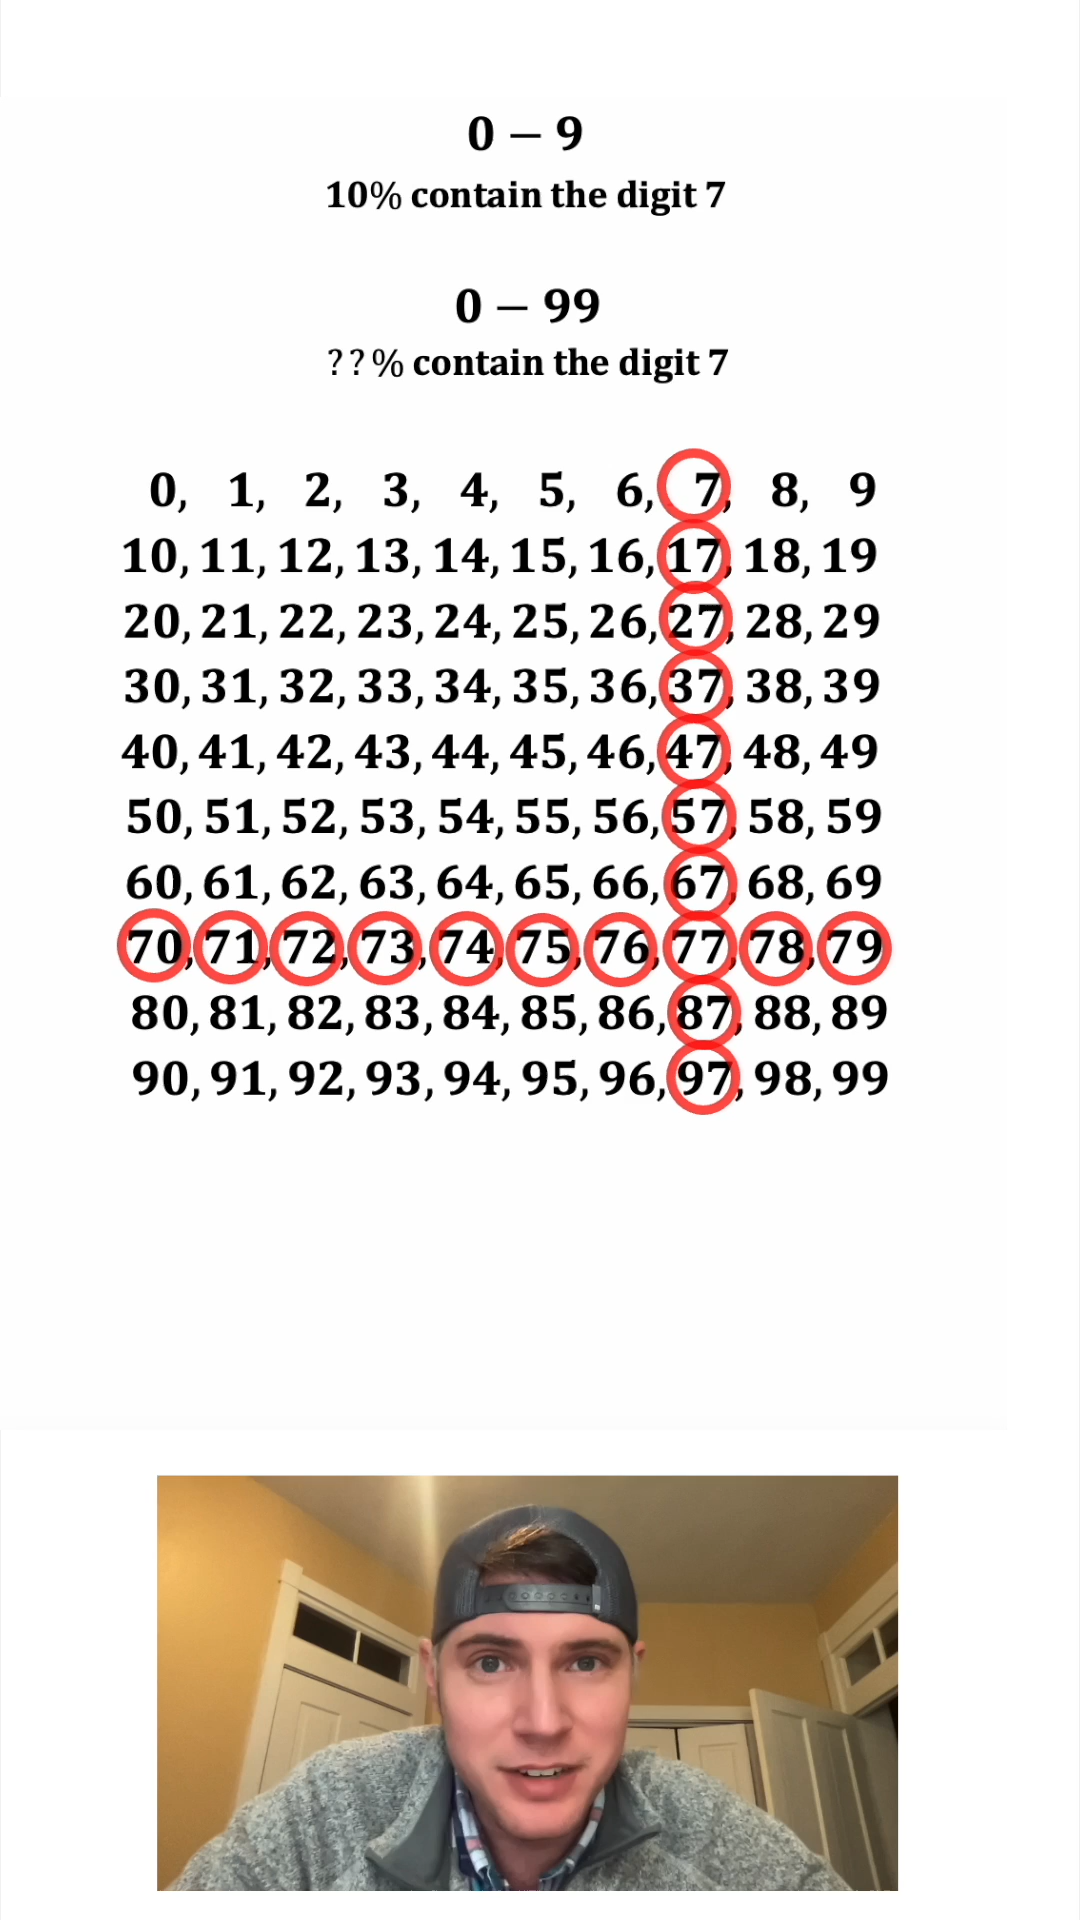 0 – 9
10% contain the digit 7
0 – 99
??% contain the digit 7
0, 1, 2, 3, 4, 5, 6, 7, 8, 9
10, 11, 12, 13, 14, 15, 16, 17, 18, 19
20, 21, 22, 23, 24, 25, 26, 27, 28, 29
30, 31, 32, 33, 34, 35, 36, 37, 38, 39
40, 41, 42, 43, 44, 45, 46, 47, 48, 49
50, 51, 52, 53, 54, 55, 56, 57, 58, 59
60, 61, 62, 63, 64, 65, 66, 67, 68, 69
70, 71, 72, 73, 74, 75, 76, 77, 78, 79
80, 81, 82, 83, 84, 85, 86, 87, 88, 89
90, 91, 92, 93, 94, 95, 96, 97, 98, 99